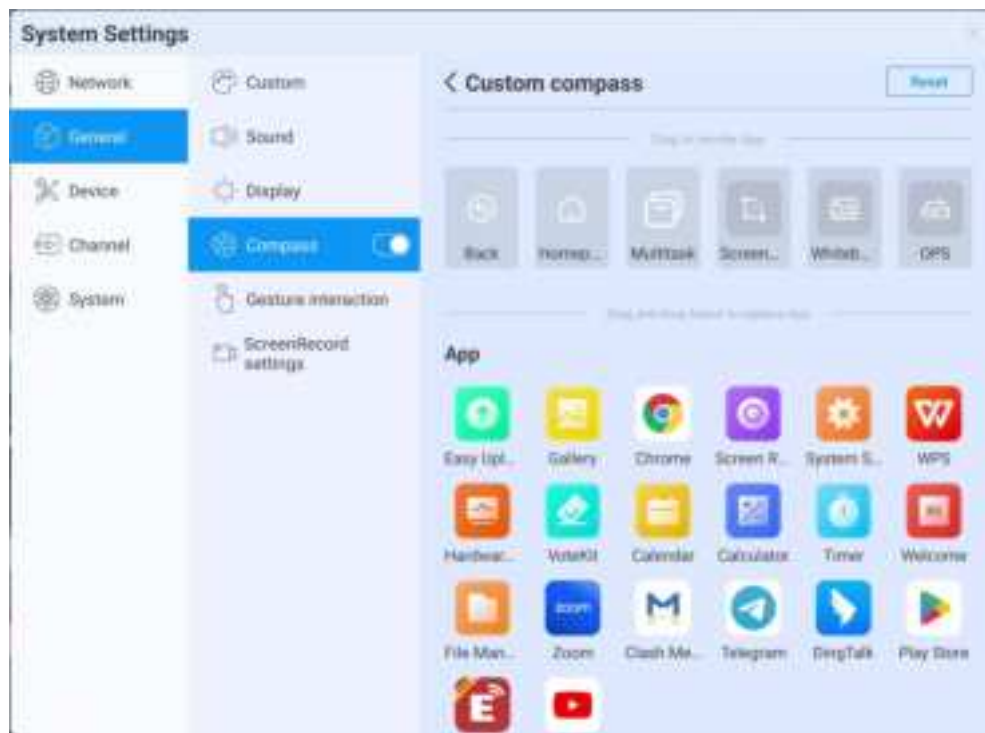 System Settings
Network
General
Device
Channel
System
Custom
Sound
Display
Compass
Gesture interaction
ScreenRecord
settings
Custom compass
Reset
Back
Homep...
Multitask
Screen...
Whiteb...
OPS
App
Easy Upl...
Gallery
Chrome
Screen R...
System S...
WPS
Hardwar...
VoteKit
Calendar
Calculator
Timer
Welcome
File Man...
zoom
Zoom
Clash Me...
Telegram
DingTalk
Play Store
E